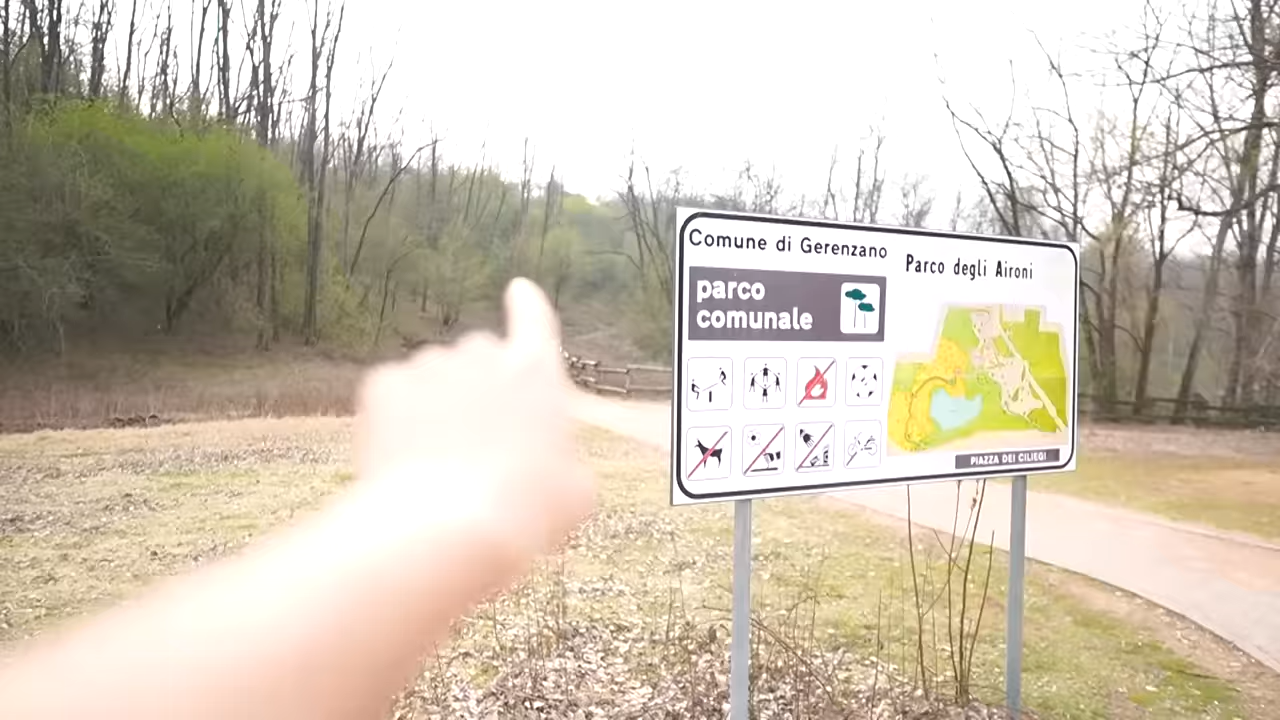 Comune di Gerenzano
Parco degli Aironi
parco
comunale
PIAZZA DEI CILIEGI